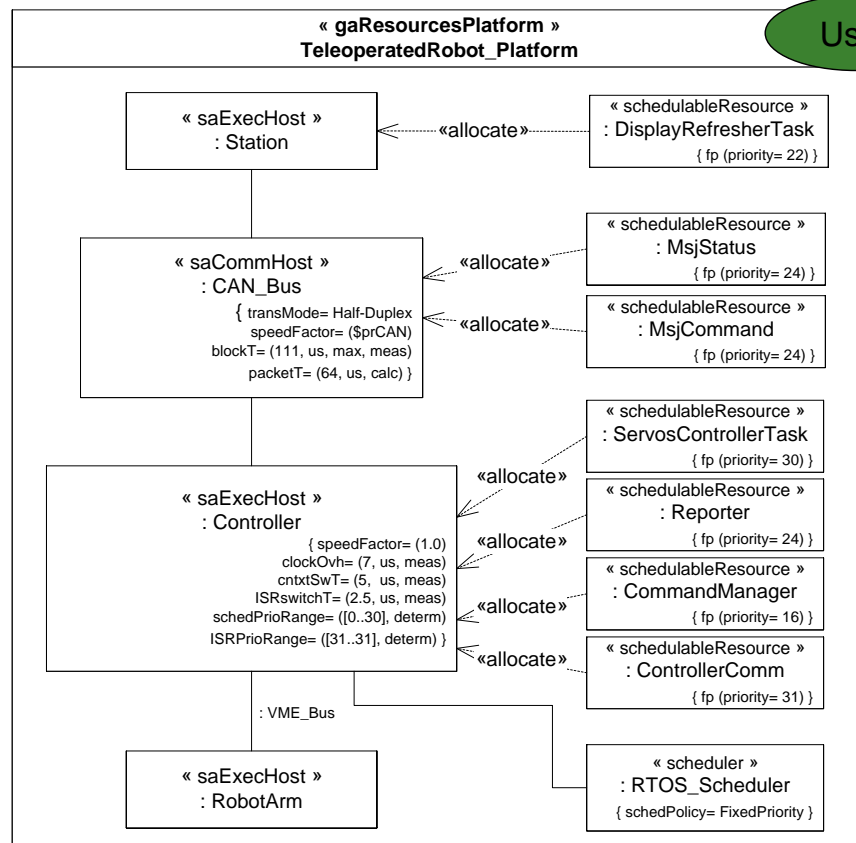 « gaResourcesPlatform »
TeleoperatedRobot_Platform
Us
« saExecHost »
: Station
«allocate»
« schedulableResource »
: DisplayRefresherTask
{ fp (priority= 22) }
« saCommHost »
: CAN_Bus
{ transMode= Half-Duplex
speedFactor= ($prCAN)
blockT= (111, us, max, meas)
packetT= (64, us, calc) }
«allocate»
« schedulableResource »
: MsjStatus
{ fp (priority= 24) }
«allocate»
« schedulableResource »
: MsjCommand
{ fp (priority= 24) }
« saExecHost »
: Controller
{ speedFactor= (1.0)
clockOvh= (7, us, meas)
cntxtSwT= (5, us, meas)
ISRswitchT= (2.5, us, meas)
schedPrioRange= ([0..30], determ)
ISRPrioRange= ([31..31], determ) }
«allocate»
« schedulableResource »
: ServosControllerTask
{ fp (priority= 30) }
«allocate»
« schedulableResource »
: Reporter
{ fp (priority= 24) }
«allocate»
« schedulableResource »
: CommandManager
{ fp (priority= 16) }
«allocate»
« schedulableResource »
: ControllerComm
{ fp (priority= 31) }
: VME_Bus
« saExecHost »
: RobotArm
« scheduler »
: RTOS_Scheduler
{ schedPolicy= FixedPriority }